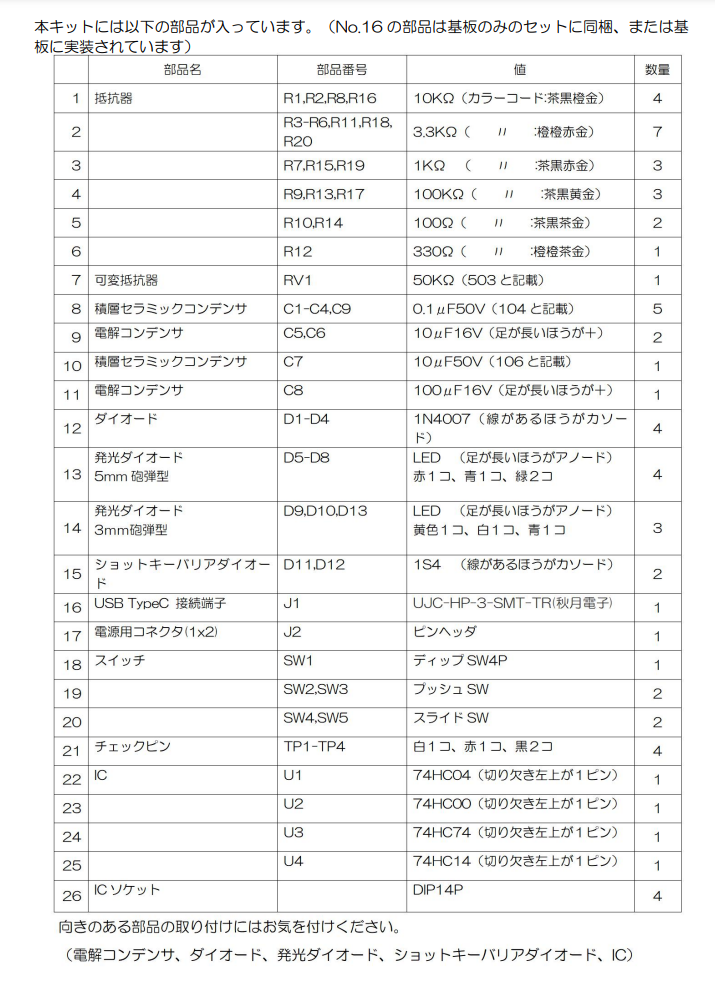 本キットには以下の部品が入っています。（No.16 の部品は基板のみのセットに同梱、または基
板に実装されています）
部品名 部品番号 値 数量
1 抵抗器 R1,R2,R8,R16 10KΩ（カラーコード:茶黒橙金） 4
2 R3-R6,R11,R18,
R20 3.3KΩ（ 〃 :橙橙赤金） 7
3 R7,R15,R19 1KΩ （ 〃 :茶黒赤金） 3
4 R9,R13,R17 100KΩ（ 〃 :茶黒黄金） 3
5 R10,R14 100Ω（ 〃 :茶黒茶金） 2
6 R12 330Ω（ 〃 :橙橙茶金） 1
7 可変抵抗器 RV1 50KΩ（503 と記載） 1
8 積層セラミックコンデンサ C1-C4,C9 0.1μF50V（104 と記載） 5
9 電解コンデンサ C5,C6 10μF16V（足が長いほうが＋） 2
10 積層セラミックコンデンサ C7 10μF50V（106 と記載） 1
11 電解コンデンサ C8 100μF16V（足が長いほうが＋） 1
12 ダイオード D1-D4 1N4007（線があるほうがカソー
ド） 4
13 発光ダイオード D5-D8 LED （足が長いほうがアノード）
5mm 砲弾型 赤１コ、青１コ、緑２コ 4
14 発光ダイオード D9,D10,D13 LED （足が長いほうがアノード）
3mm砲弾型 黄色１コ、白１コ、青１コ 3
15 ショットキーバリアダイオー D11,D12 1S4 （線があるほうがカソード） 2
ド
16 USB TypeC 接続端子 J1 UJC-HP-3-SMT-TR(秋月電子) 1
17 電源用コネクタ(1x2) J2 ピンヘッダ 1
18 スイッチ SW1 ディップ SW4P 1
19 SW2,SW3 プッシュ SW 2
20 SW4,SW5 スライド SW 2
21 チェックピン TP1-TP4 白１コ、赤１コ、黒２コ 4
22 IC U1 74HC04（切り欠き左上が１ピン） 1
23 U2 74HC00（切り欠き左上が１ピン） 1
24 U3 74HC74（切り欠き左上が１ピン） 1
25 U4 74HC14（切り欠き左上が１ピン） 1
26 IC ソケット DIP14P 4
向きのある部品の取り付けにはお気を付けください。
（電解コンデンサ、ダイオード、発光ダイオード、ショットキーバリアダイオード、IC）